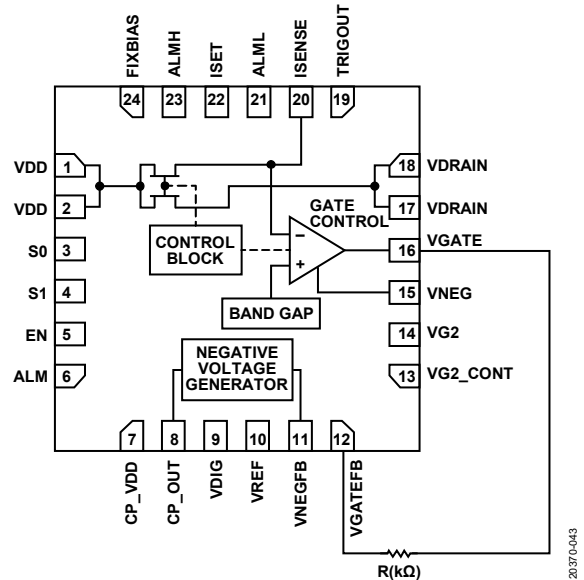 FIXBIAS
ALMH
ISET
ALML
ISENSE
TRIGOUT
24
23
22
21
20
19
VDD
1
18
VDRAIN
VDD
2
17
VDRAIN
GATE
CONTROL
S0
3
16
VGATE
CONTROL
BLOCK
−
+
S1
4
15
VNEG
BAND GAP
EN
5
14
VG2
NEGATIVE
VOLTAGE
GENERATOR
ALM
6
13
VG2_CONT
7
8
9
10
11
12
CP_VDD
CP_OUT
VDIG
VREF
VNEGFB
VGATEFB
R(kΩ)
20370-043